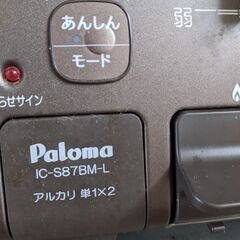 あんしん
モード
らせサイン
Paloma
IC-S87BM-L
アルカリ 単1×2